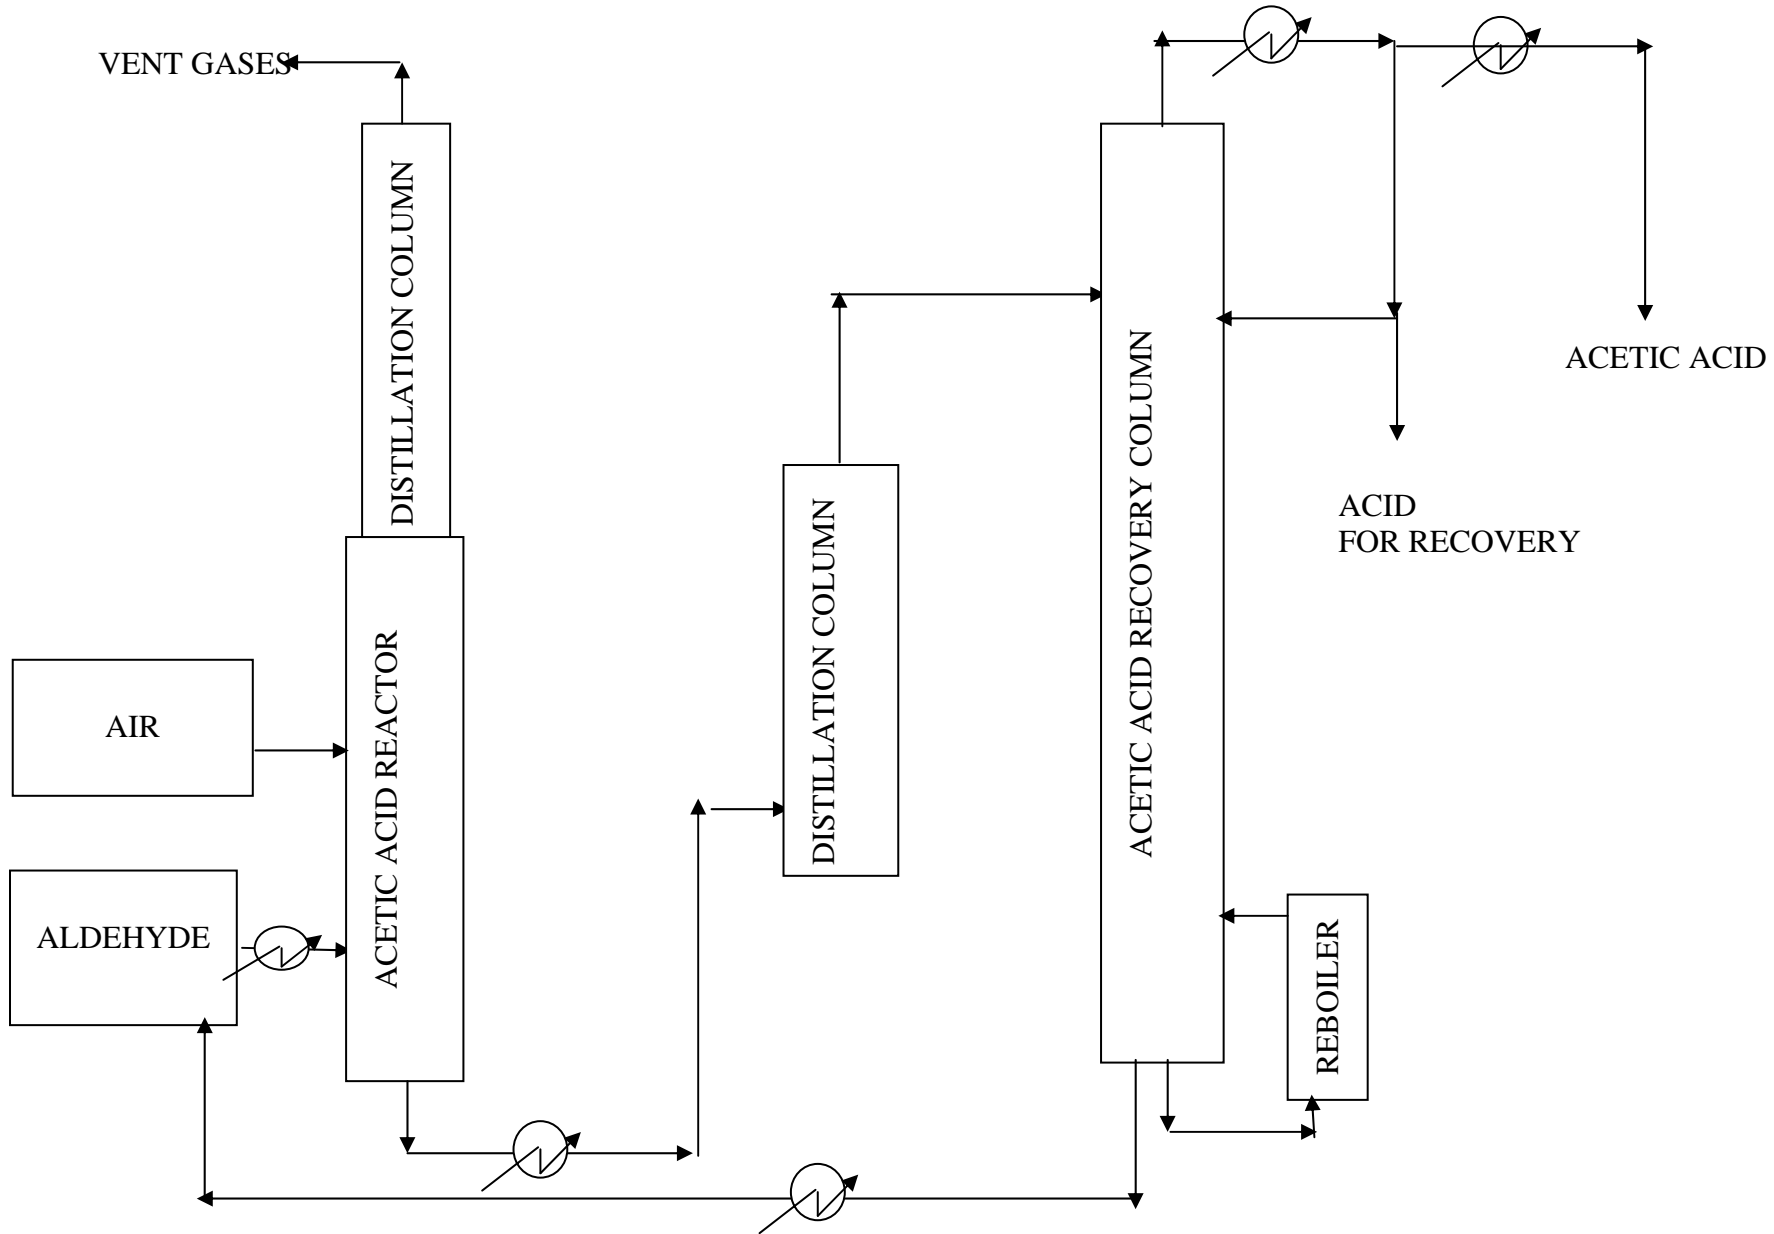 VENT GASES
DISTILLATION COLUMN
ACETIC ACID REACTOR
AIR
ALDEHYDE
DISTILLATION COLUMN
ACETIC ACID RECOVERY COLUMN
ACETIC ACID
ACID
FOR RECOVERY
REBOILER